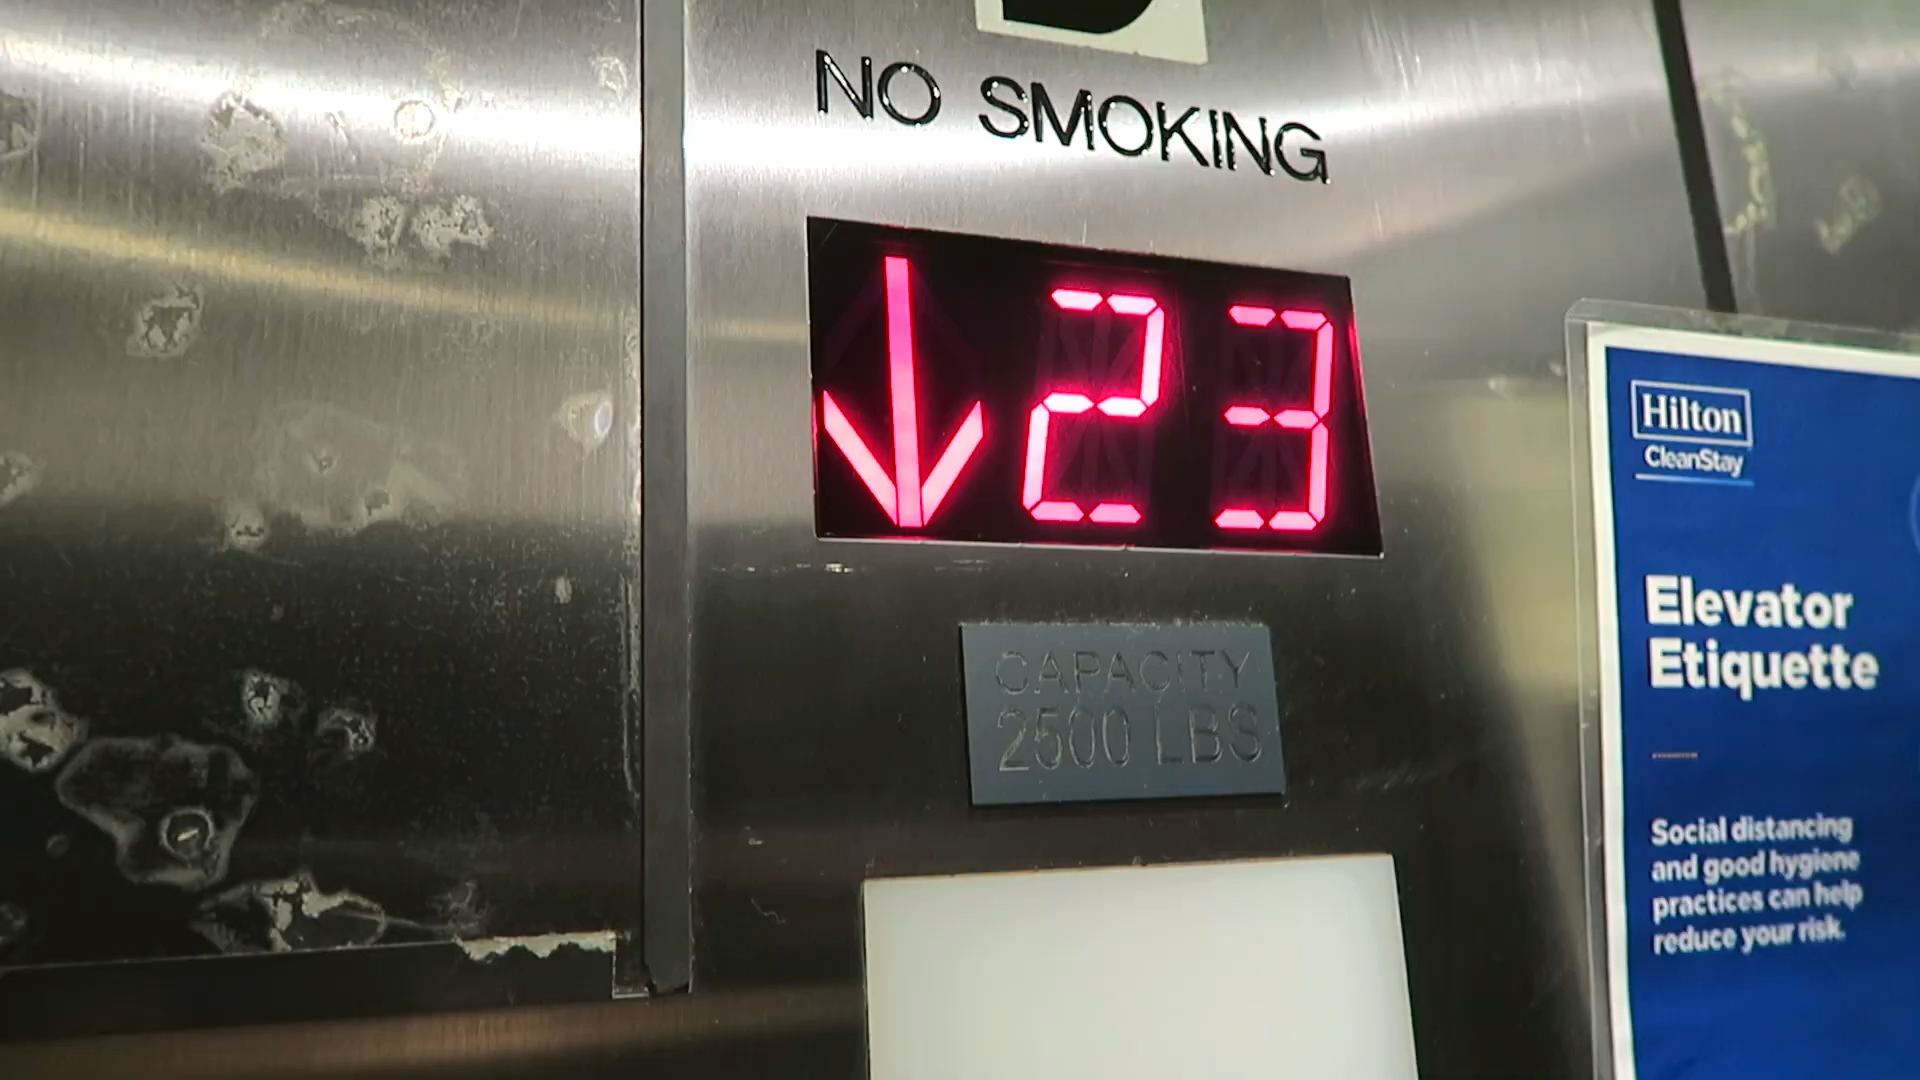 NO SMOKING
23
CAPACITY
2500 LBS
Hilton
CleanStay
Elevator
Etiquette
Social distancing
and good hygiene
practices can help
reduce your risk.